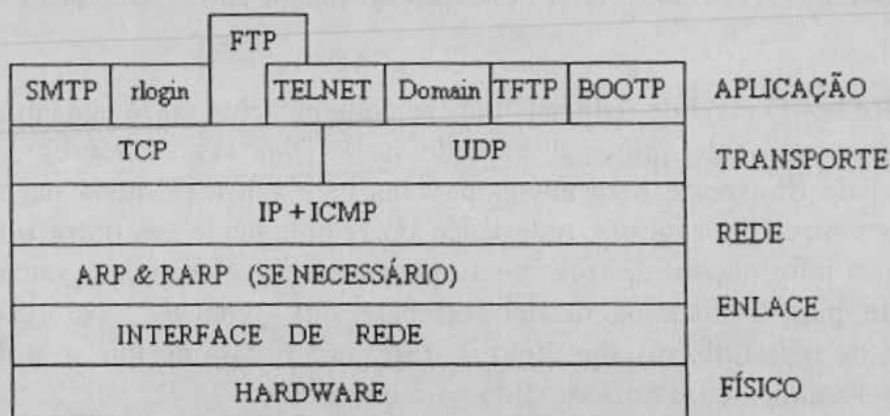 FTP
SMTP rlogin TELNET Domain TFTP BOOTP APLICAÇÃO
TCP UDP TRANSPORTE
IP + ICMP REDE
ARP & RARP (SE NECESSÁRIO) ENLACE
INTERFACE DE REDE
HARDWARE FÍSICO